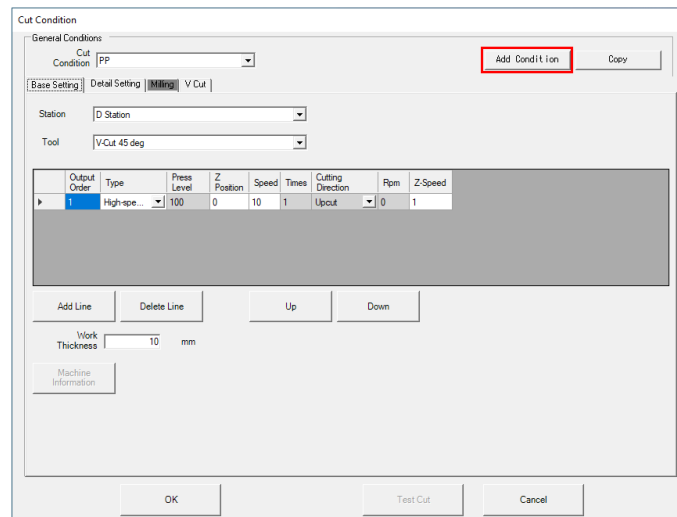 Cut Condition
General Conditions
Cut Condition PP
Add Condition Copy
Base Setting Detail Setting Milling V Cut
Station D Station
Tool V-Cut 45 deg
Output Order Type Press Level Z Position Speed Times Cutting Direction Rpm Z-Speed
1 High-spe... 100 0 10 1 Upcut 0 1
Add Line Delete Line Up Down
Work Thickness 10 mm
Machine Information
OK Test Cut Cancel